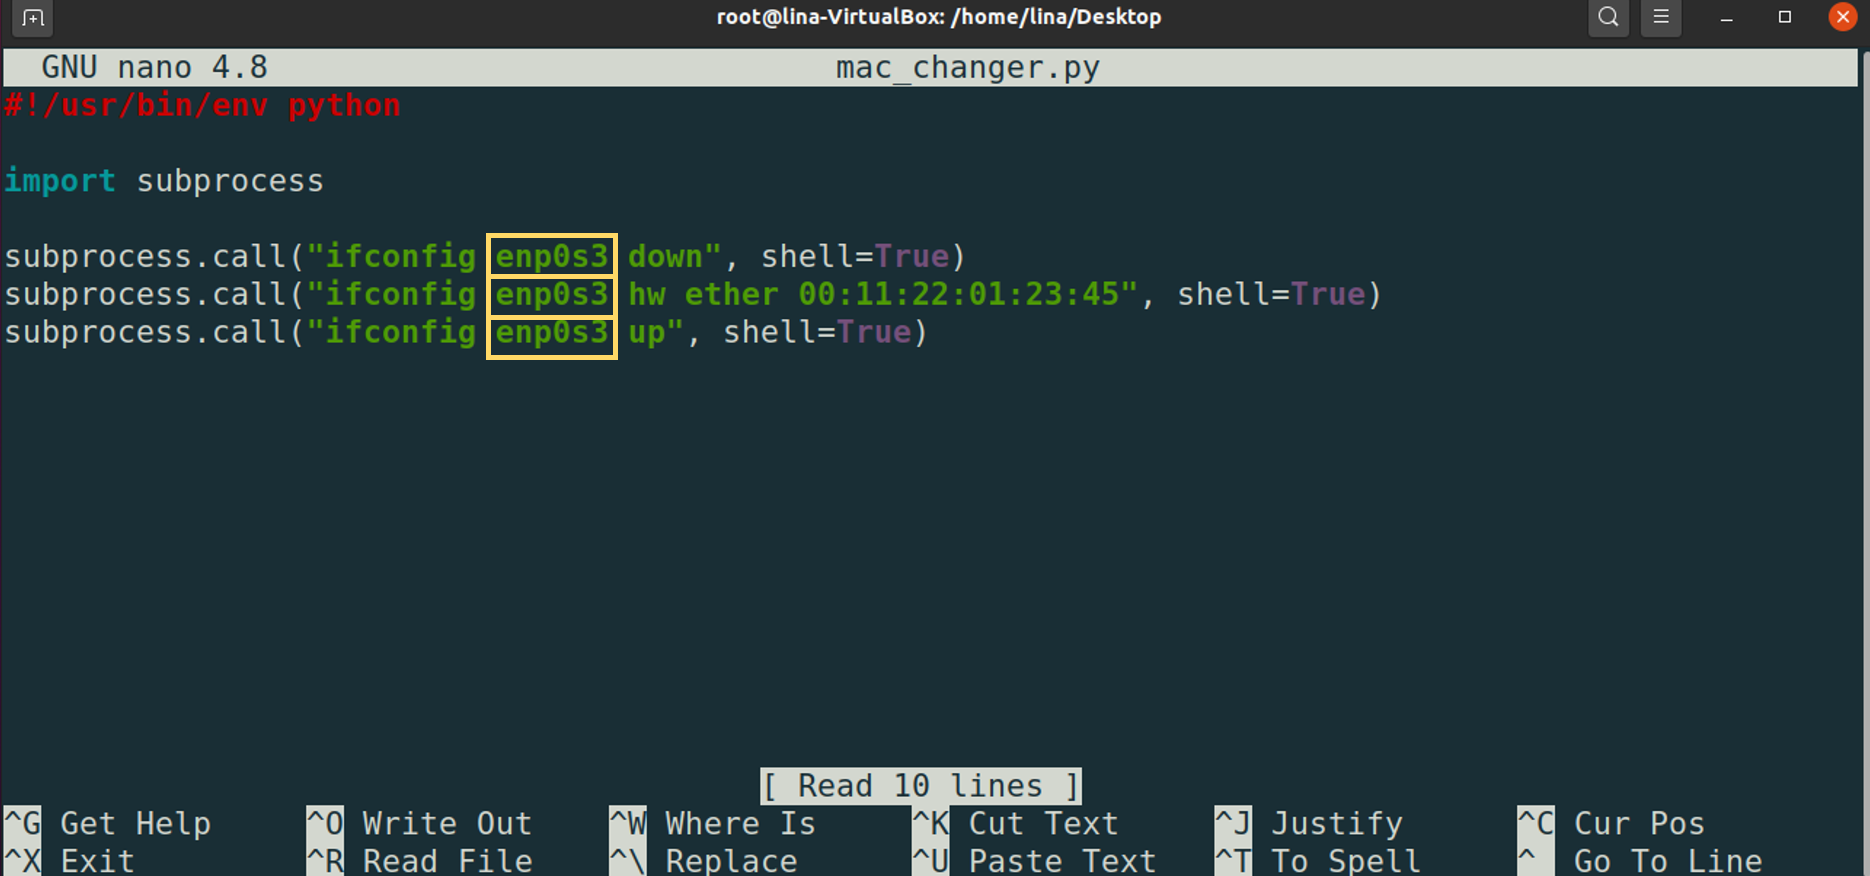 root@lina-VirtualBox: /home/lina/Desktop
GNU nano 4.8 mac_changer.py
#!/usr/bin/env python
import subprocess
subprocess.call("ifconfig enp0s3 down", shell=True)
subprocess.call("ifconfig enp0s3 hw ether 00:11:22:01:23:45", shell=True)
subprocess.call("ifconfig enp0s3 up", shell=True)
[ Read 10 lines ]
^G Get Help ^O Write Out ^W Where Is ^K Cut Text ^J Justify ^C Cur Pos
^X Exit ^R Read File ^\ Replace ^U Paste Text ^T To Spell ^ Go To Line